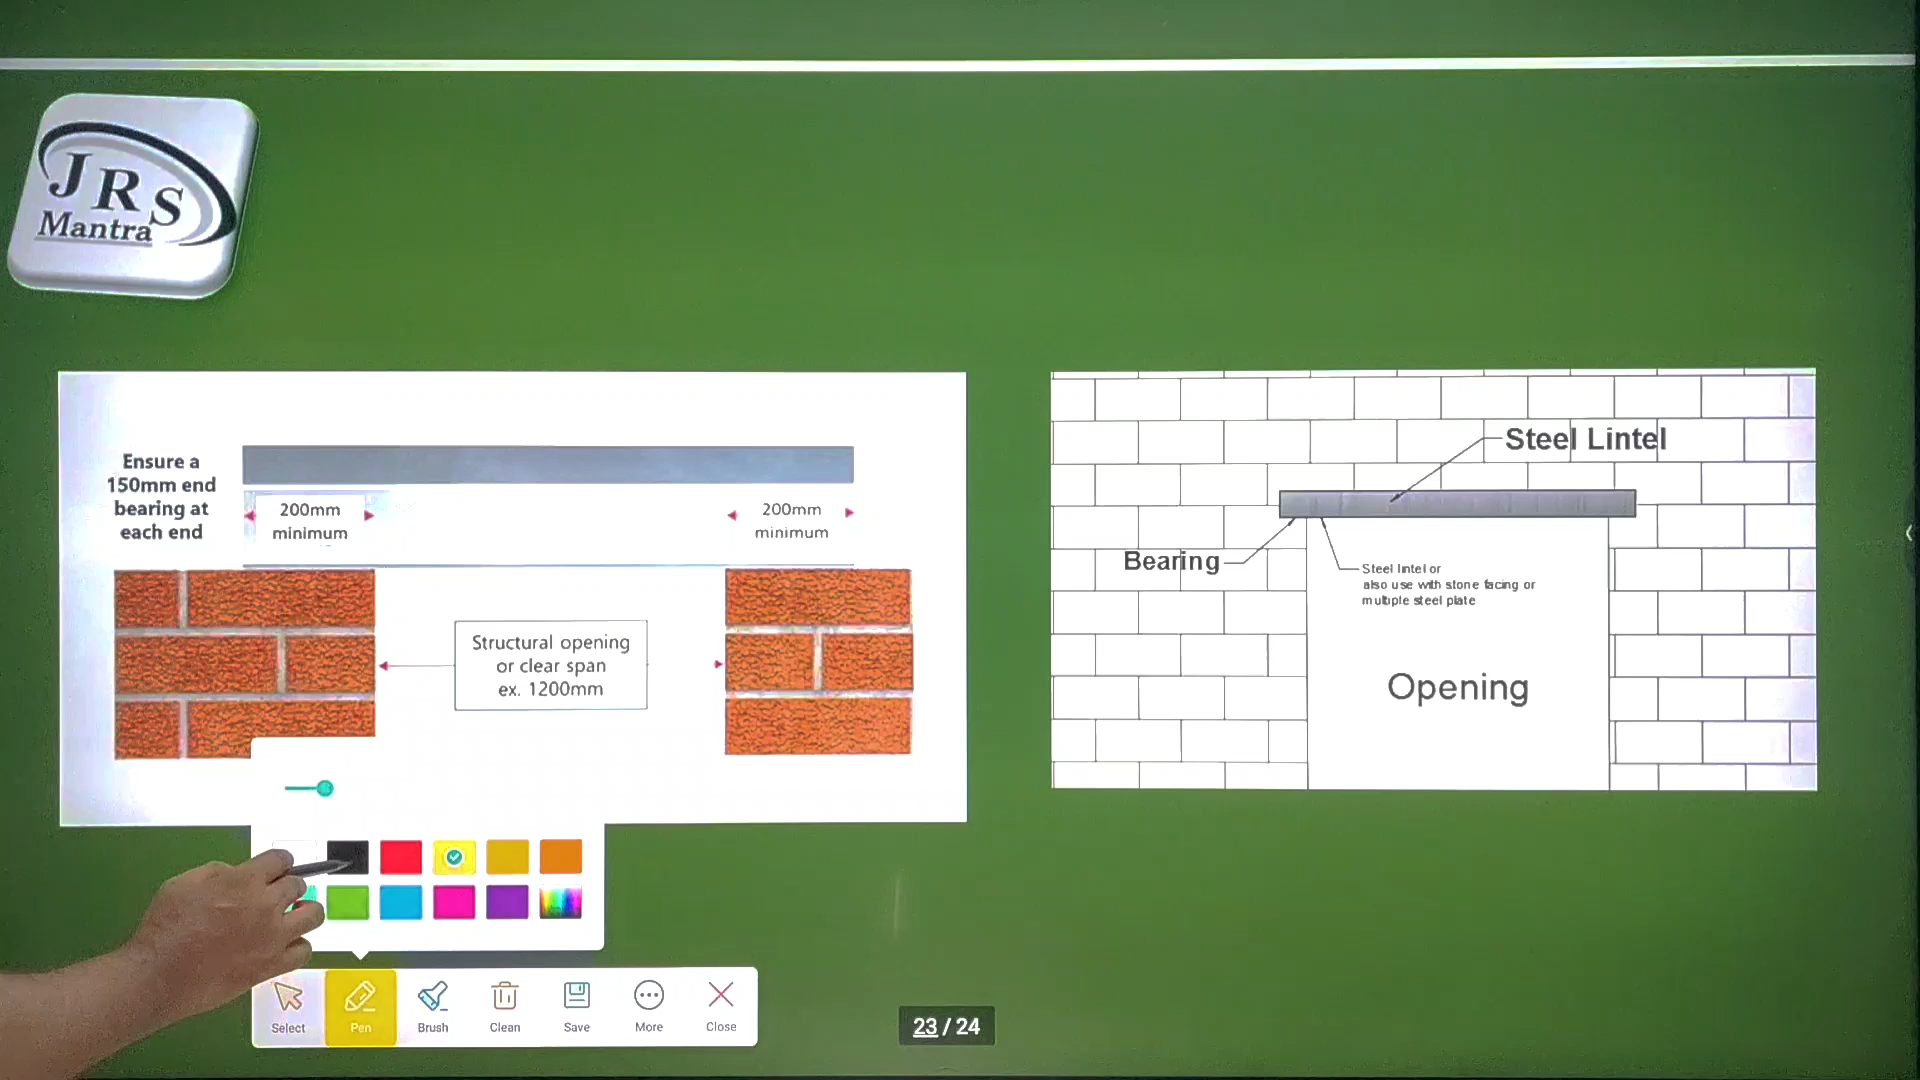 JRS
Mantra
Ensure a
150mm end
bearing at
each end
200mm
minimum
200mm
minimum
Structural opening
or clear span
ex. 1200mm
Steel Lintel
Bearing
Steel lintel or
also use with stone facing or
multiple steel plate
Opening
Select
Pen
Brush
Clean
Save
More
Close
23 / 24